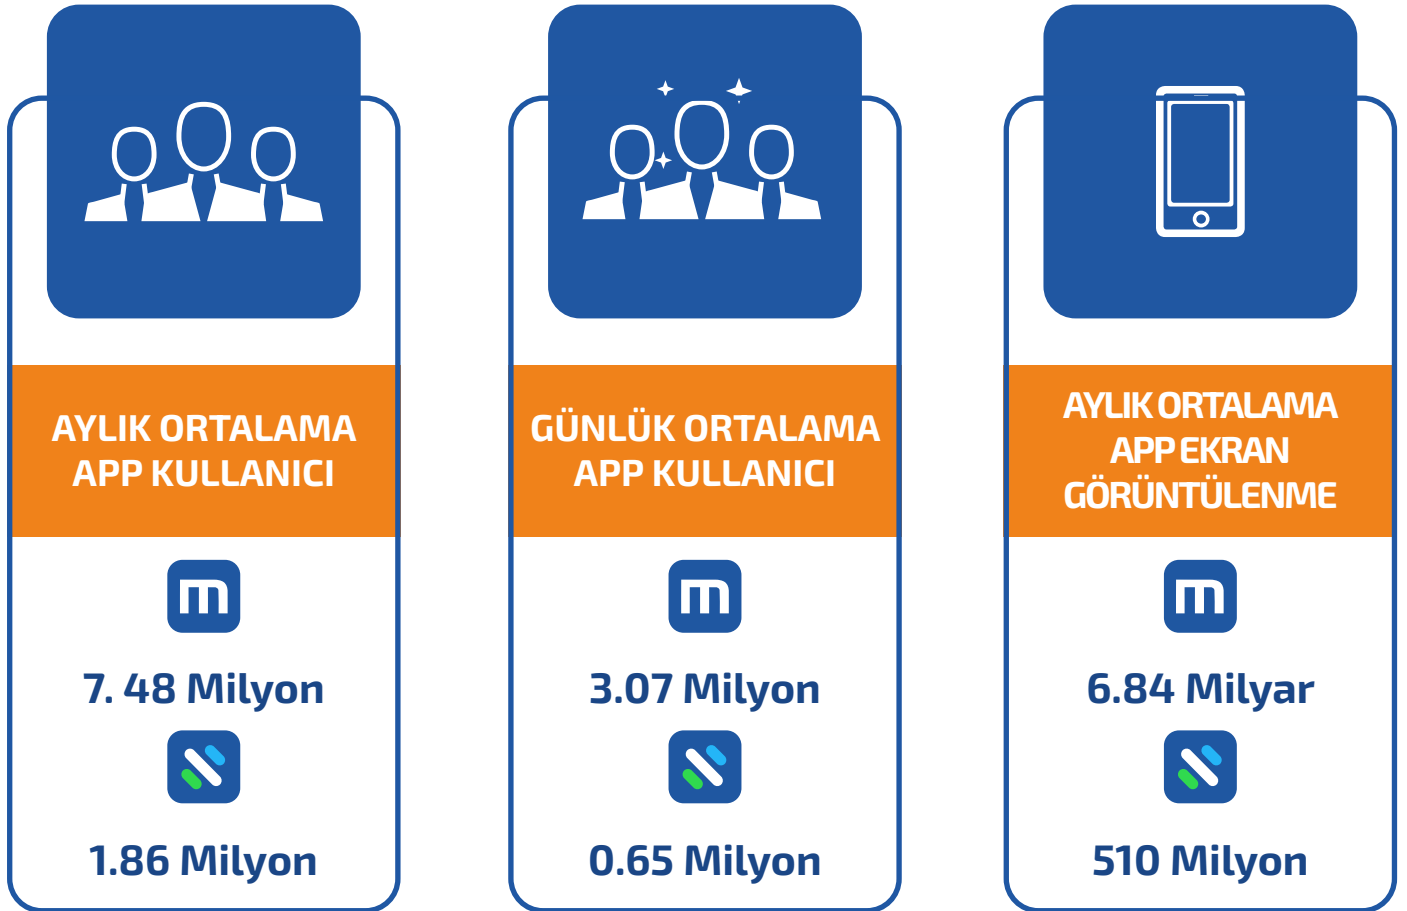 AYLIK ORTALAMA
APP KULLANICI
m
7. 48 Milyon
1.86 Milyon
GÜNLÜK ORTALAMA
APP KULLANICI
m
3.07 Milyon
0.65 Milyon
AYLIK ORTALAMA
APP EKRAN
GÖRÜNTÜLENME
m
6.84 Milyar
510 Milyon